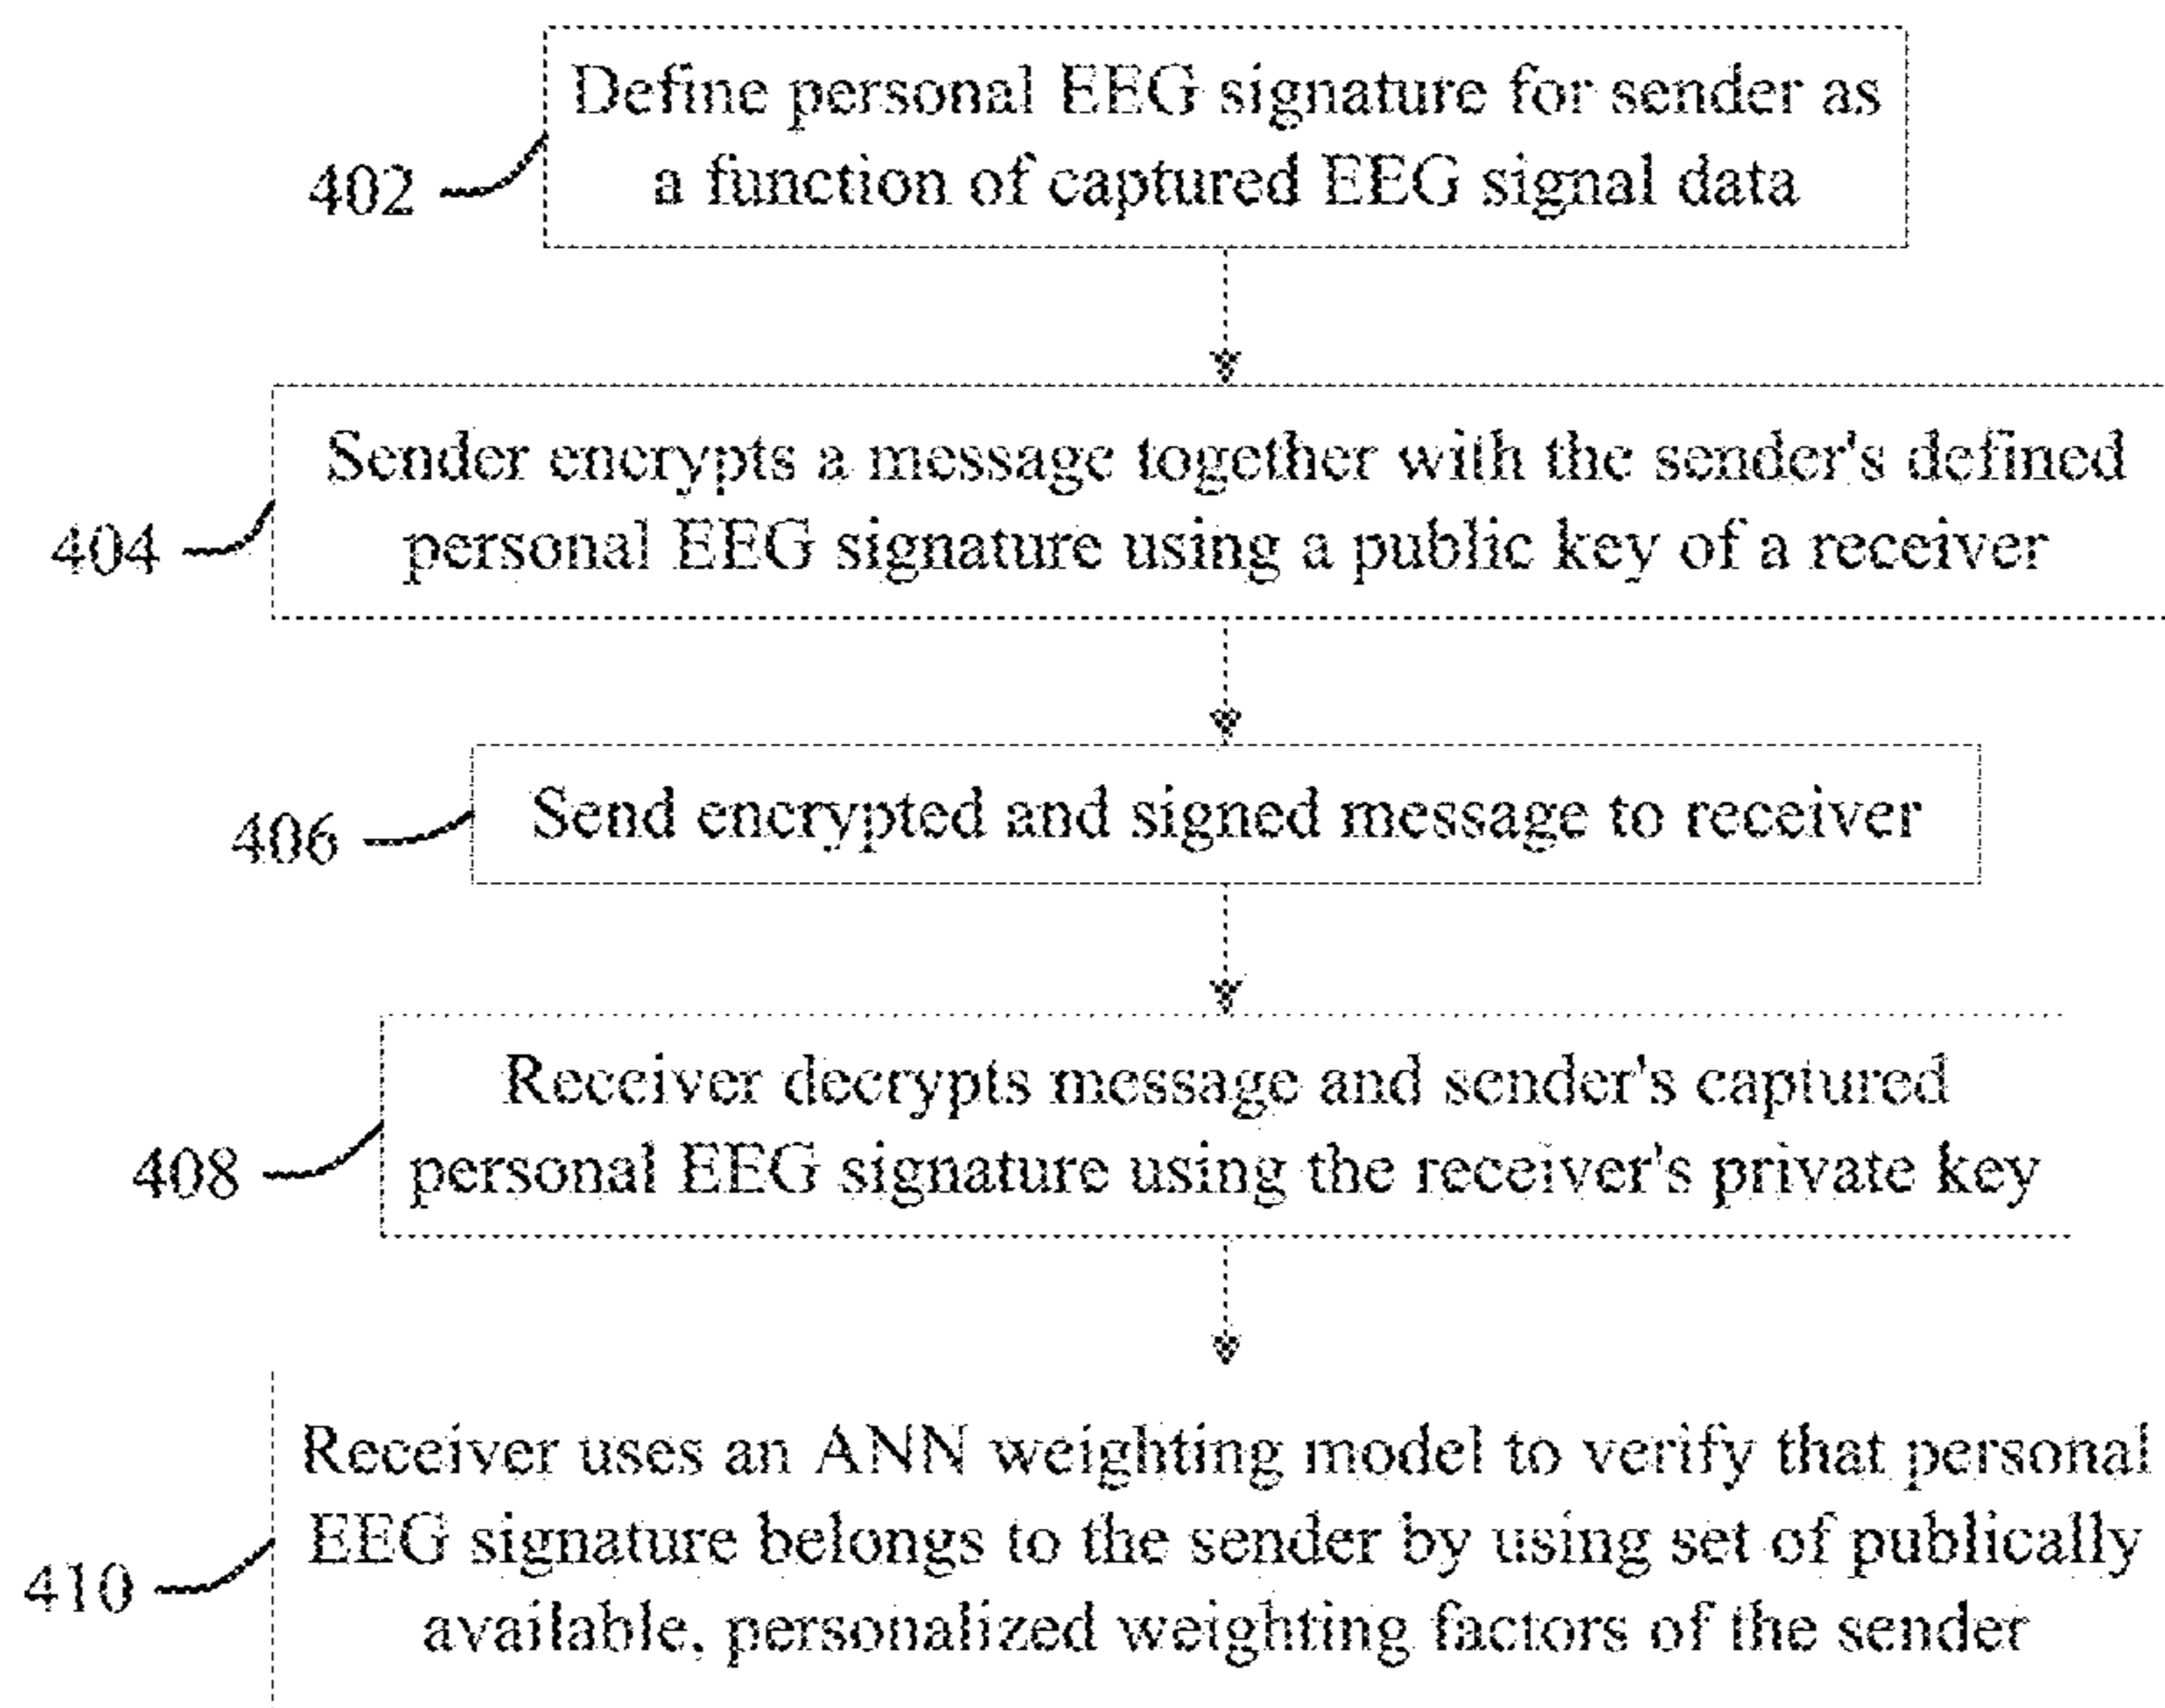 Define personal EEG signature for sender as
402
a function of captured EEG signal data
Sender encrypts a message together with the sender's defined
404
personal EEG signature using a public key of a receiver
406
Send encrypted and signed message to receiver
Receiver decrypts message and sender's captured
408
personal EEG signature using the receiver's private key
Receiver uses an ANN weighting model to verify that personal
EEG signature belongs to the sender by using set of publically
410
available, personalized weighting factors of the sender